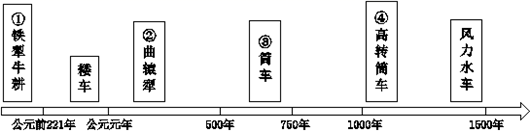 ①铁犁牛耕
耧车
②曲辕犁
③筒车
④高转筒车
风力水车
公元前221年
公元元年
500年
750年
1000年
1500年